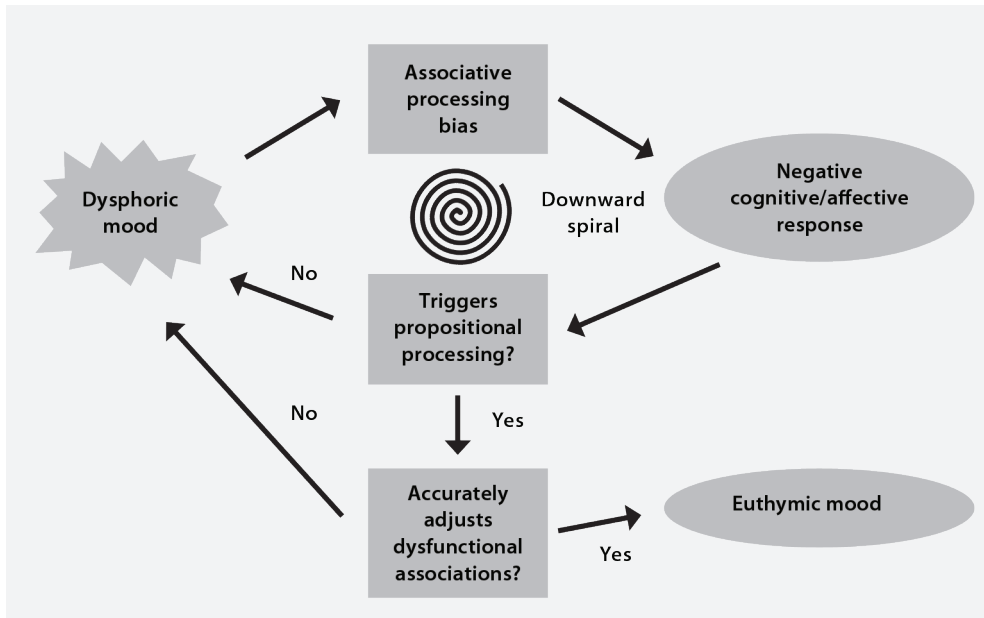 Associative
processing
bias
Dysphoric
mood
Downward
spiral
Negative
cognitive/affective
response
No
Triggers
propositional
processing?
No
Yes
Accurately
adjusts
dysfunctional
associations?
Yes
Euthymic mood